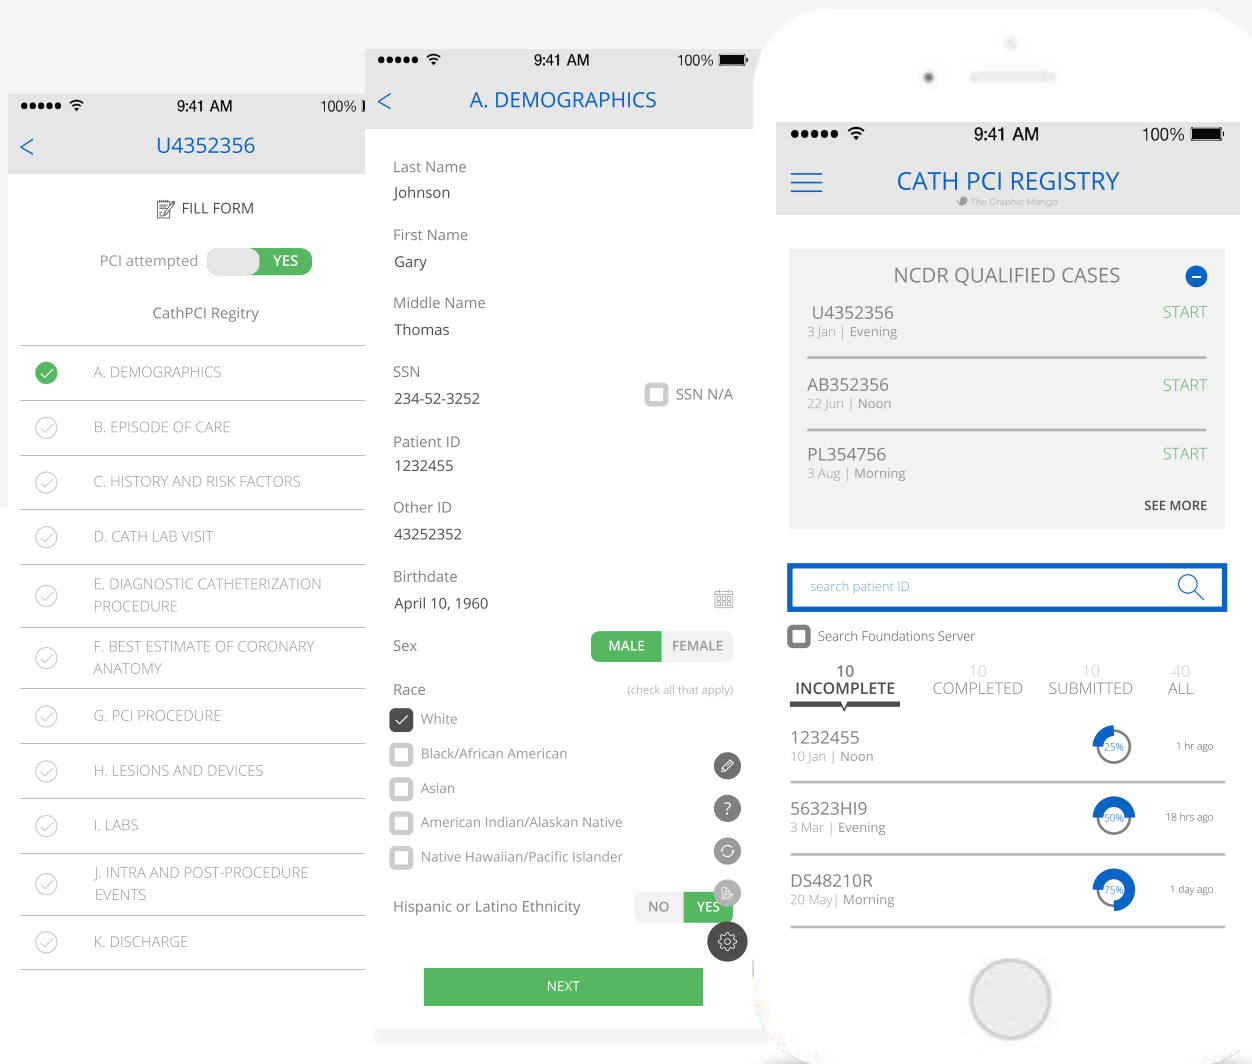 9:41 AM 100%
U4352356
FILL FORM
PCI attempted YES
CathPCI Regitry
A. DEMOGRAPHICS
B. EPISODE OF CARE
C. HISTORY AND RISK FACTORS
D. CATH LAB VISIT
E. DIAGNOSTIC CATHETERIZATION
PROCEDURE
F. BEST ESTIMATE OF CORONARY
ANATOMY
G. PCI PROCEDURE
H. LESIONS AND DEVICES
I. LABS
J. INTRA AND POST-PROCEDURE
EVENTS
K. DISCHARGE
9:41 AM 100%
A. DEMOGRAPHICS
Last Name
Johnson
First Name
Gary
Middle Name
Thomas
SSN
234-52-3252 SSN N/A
Patient ID
1232455
Other ID
43252352
Birthdate
April 10, 1960
Sex MALE FEMALE
Race (check all that apply)
White
Black/African American
Asian
American Indian/Alaskan Native
?
Native Hawaiian/Pacific Islander
Hispanic or Latino Ethnicity NO YES
NEXT
9:41 AM 100%
CATH PCI REGISTRY
The Graphic Mango
NCDR QUALIFIED CASES
U4352356 START
3 Jan | Evening
AB352356 START
22 Jun | Noon
PL354756 START
3 Aug | Morning
SEE MORE
search patient ID
Search Foundations Server
10 10 10 40
INCOMPLETE COMPLETED SUBMITTED ALL
1232455 25% 1 hr ago
10 Jan | Noon
56323HI9 50% 18 hrs ago
3 Mar | Evening
DS48210R 75% 1 day ago
20 May| Morning